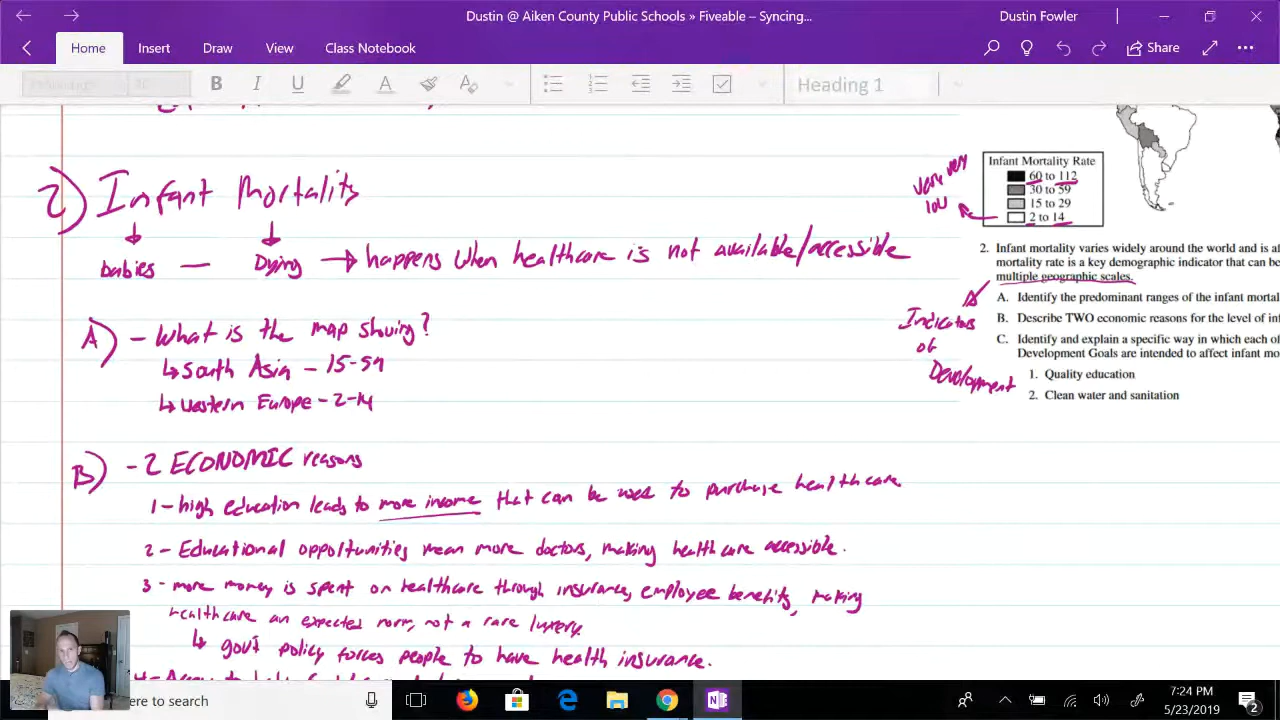 Dustin @ Aiken County Public Schools » Fiveable – Syncing...
Dustin Fowler
Home
Insert
Draw
View
Class Notebook
Share
B I U A
Heading 1
2) Infant Mortality
babies — Dying → happens when healthcare is not available/accessible
A) - What is the map showing?
↳ South Asia - 15-59
↳ Western Europe - 2-14
B) - 2 ECONOMIC reasons
1 - high education leads to more income that can be used to purchase healthcare
2 - Educational opportunities mean more doctors, making healthcare accessible.
3 - more money is spent on healthcare through insurance, employee benefits, making
healthcare an expected norm, not a rare luxury.
↳ gov't policy forces people to have health insurance.
very very
low
Infant Mortality Rate
60 to 112
30 to 59
15 to 29
2 to 14
2. Infant mortality varies widely around the world and is al
mortality rate is a key demographic indicator that can be
multiple geographic scales.
Indicators
of
Development
A. Identify the predominant ranges of the infant mortal
B. Describe TWO economic reasons for the level of inf
C. Identify and explain a specific way in which each of
Development Goals are intended to affect infant mo
1. Quality education
2. Clean water and sanitation
ere to search
7:24 PM
5/23/2019
2